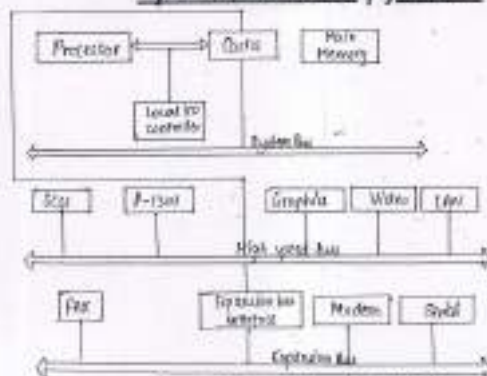 Processor
Cache
Main
Memory
Local I/O
controller
System Bus
SCSI
P-1394
Graphic
Video
LAN
High speed Bus
FAX
Expansion bus
interface
Modem
Serial
Expansion Bus